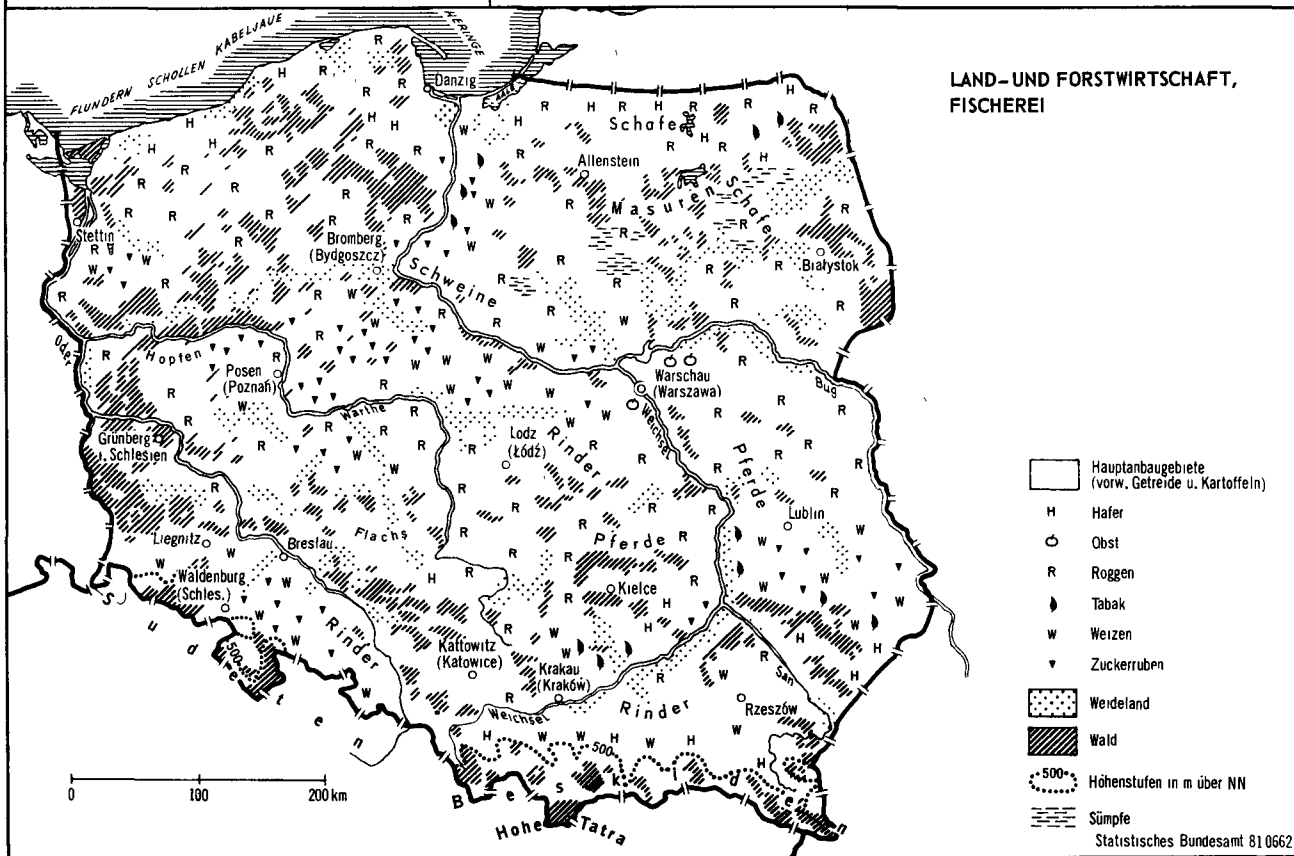 LAND-UND FORSTWIRTSCHAFT,
FISCHEREI
FLUNDERN SCHOLLEN KABELJAUE
HERINGE
Danzig
Schafe
Allenstein
Masuren
Schafe
Stettin
Bromberg
(Bydgoszcz)
Białystok
Schweine
Oder
Hopfen
Posen
(Poznań)
Warthe
Warschau
(Warszawa)
Bug
Weichsel
Grünberg
i. Schlesien
Lodz
(Łódź)
Rinder
Pferde
Lublin
Liegnitz
Breslau
Flachs
Pferde
Kielce
Waldenburg
(Schles.)
Sudeten
500
Rinder
Kattowitz
(Katowice)
Krakau
(Kraków)
Weichsel
Rinder
San
Rzeszów
500
Beskiden
Hohe Tatra
0 100 200 km
Hauptanbaugebiete
(vorw. Getreide u. Kartoffeln)
H Hafer
Obst
R Roggen
Tabak
W Weizen
Zuckerruben
Weideland
Wald
500 Höhenstufen in m über NN
Sümpfe
Statistisches Bundesamt 81 0662